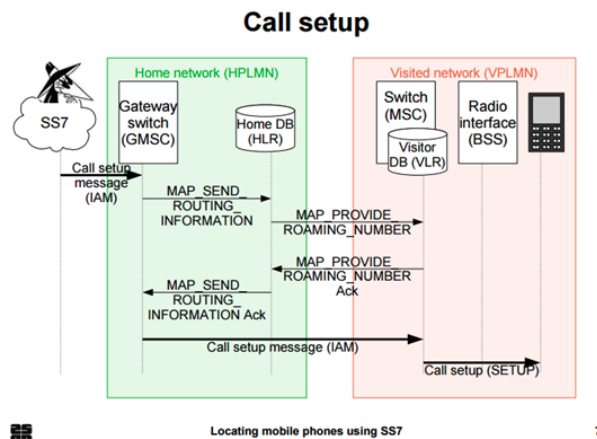 Call setup
Home network (HPLMN)
Visited network (VPLMN)
SS7
Gateway
switch
(GMSC)
Home DB
(HLR)
Switch
(MSC)
Visitor
DB (VLR)
Radio
interface
(BSS)
Call setup
message
(IAM)
MAP_SEND_
ROUTING_
INFORMATION
MAP_PROVIDE_
ROAMING_NUMBER
MAP_PROVIDE_
ROAMING_NUMBER
Ack
MAP_SEND_
ROUTING_
INFORMATION Ack
Call setup message (IAM)
Call setup (SETUP)
Locating mobile phones using SS7